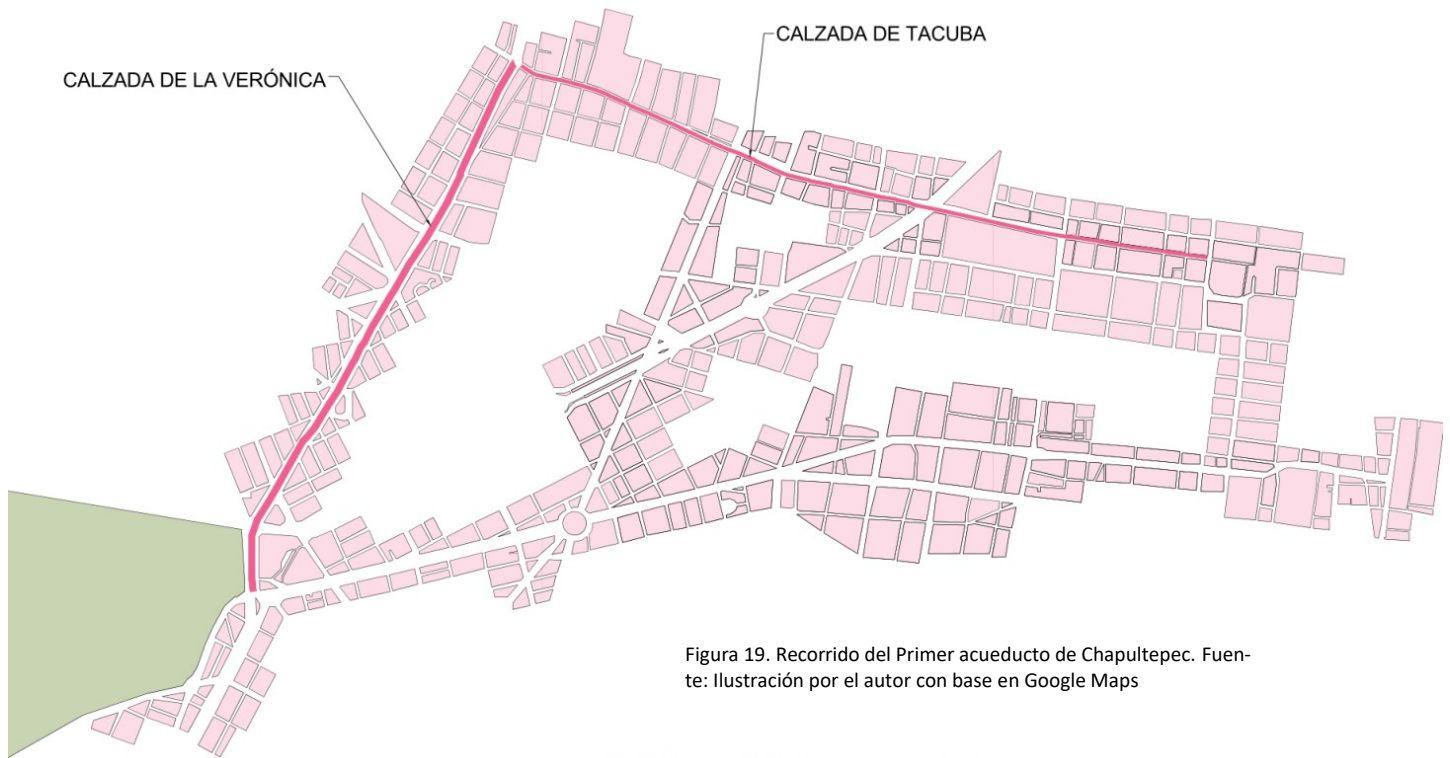 CALZADA DE TACUBA
CALZADA DE LA VERÓNICA
Figura 19. Recorrido del Primer acueducto de Chapultepec. Fuen-
te: Ilustración por el autor con base en Google Maps